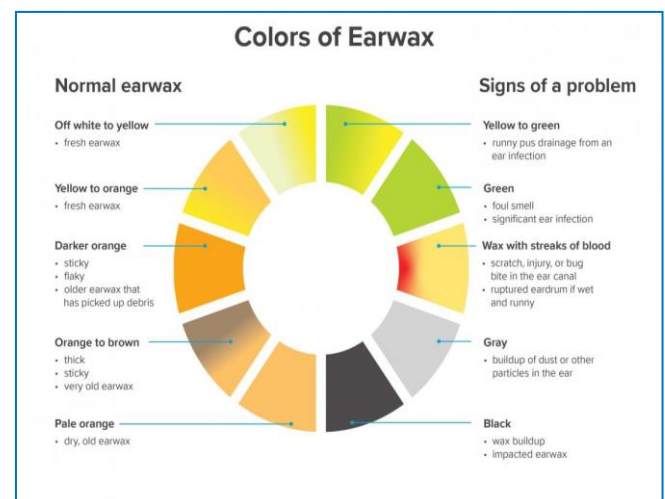 Colors of Earwax
Normal earwax
Off white to yellow
• fresh earwax
Yellow to orange
• fresh earwax
Darker orange
• sticky
• flaky
• older earwax that
has picked up debris
Orange to brown
• thick
• sticky
• very old earwax
Pale orange
• dry, old earwax
Signs of a problem
Yellow to green
• runny pus drainage from an
ear infection
Green
• foul smell
• significant ear infection
Wax with streaks of blood
• scratch, injury, or bug
bite in the ear canal
• ruptured eardrum if wet
and runny
Gray
• buildup of dust or other
particles in the ear
Black
• wax buildup
• impacted earwax